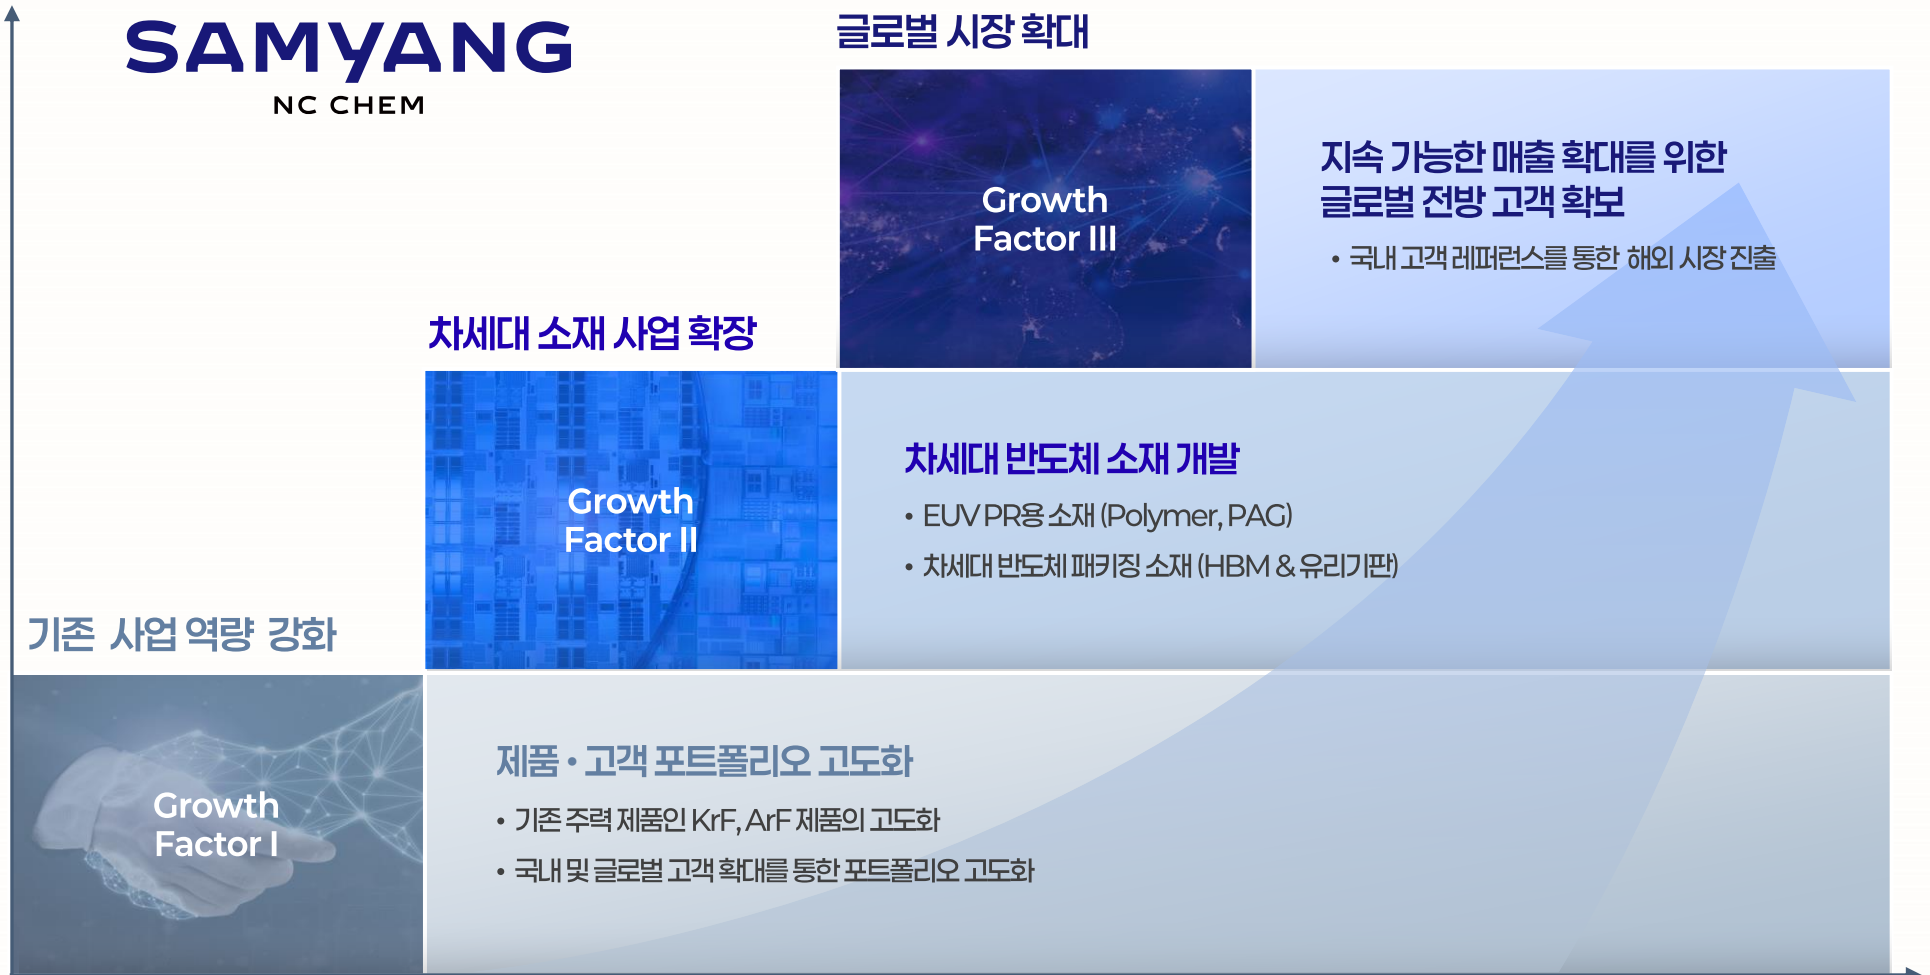 SAMYANG
NC CHEM
글로벌 시장 확대
Growth
Factor III
지속 가능한 매출 확대를 위한
글로벌 전방 고객 확보
• 국내 고객 레퍼런스를 통한 해외 시장 진출
차세대 소재 사업 확장
Growth
Factor II
차세대 반도체 소재 개발
• EUV PR용 소재 (Polymer, PAG)
• 차세대 반도체 패키징 소재 (HBM & 유리기판)
기존 사업 역량 강화
Growth
Factor I
제품 • 고객 포트폴리오 고도화
• 기존 주력 제품인 KrF, ArF 제품의 고도화
• 국내 및 글로벌 고객 확대를 통한 포트폴리오 고도화